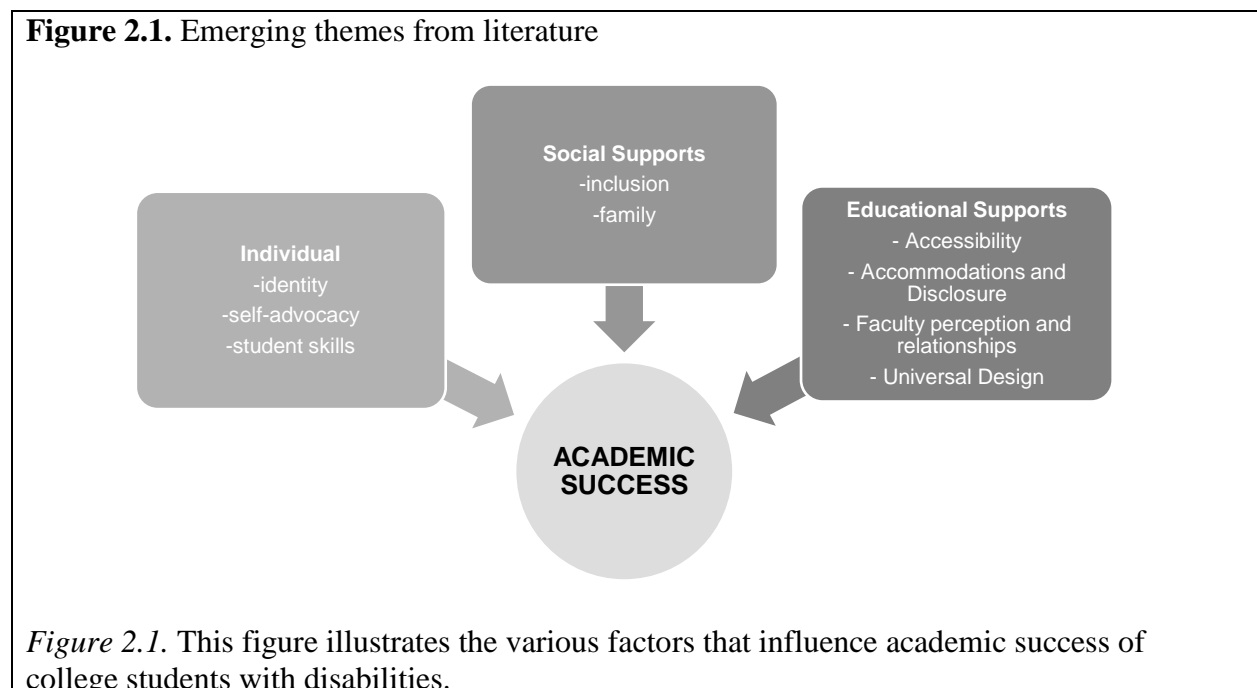 Figure 2.1. Emerging themes from literature
Individual
-identity
-self-advocacy
-student skills
Social Supports
-inclusion
-family
Educational Supports
- Accessibility
- Accommodations and
Disclosure
- Faculty perception and
relationships
- Universal Design
ACADEMIC
SUCCESS
Figure 2.1. This figure illustrates the various factors that influence academic success of
college students with disabilities.